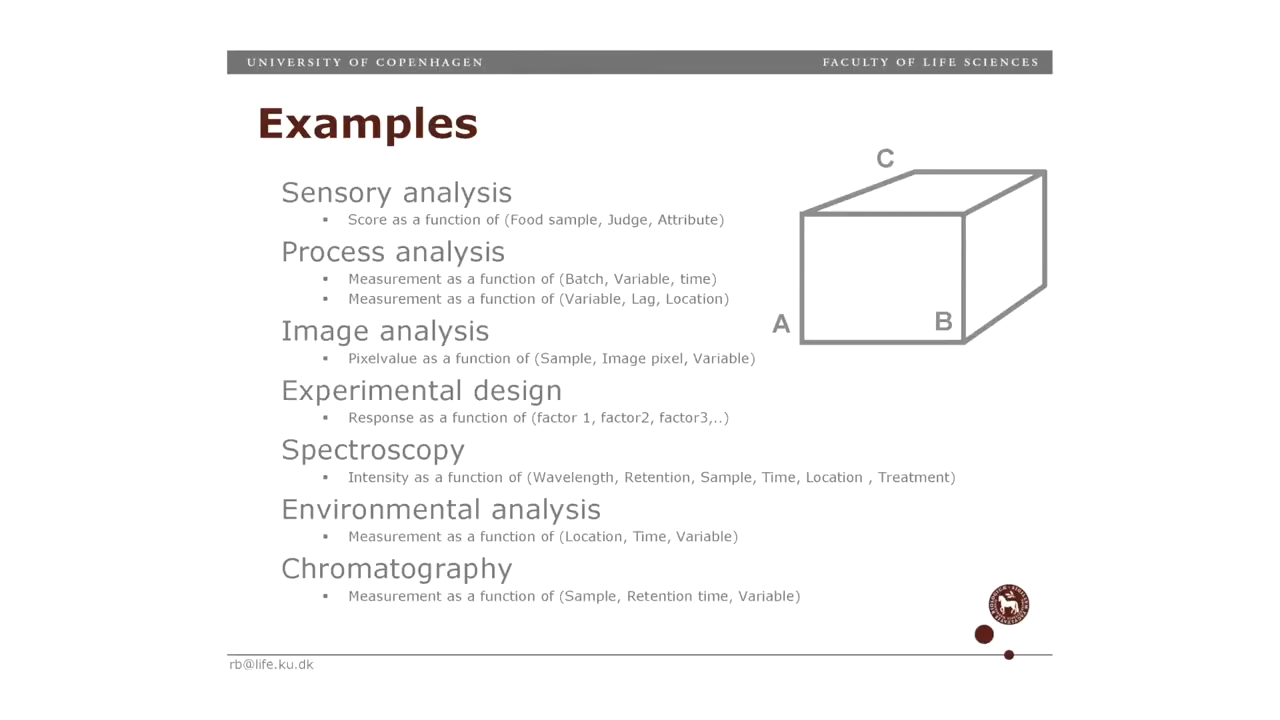 UNIVERSITY OF COPENHAGEN
FACULTY OF LIFE SCIENCES
Examples
C
Sensory analysis
Score as a function of (Food sample, Judge, Attribute)
Process analysis
Measurement as a function of (Batch, Variable, time)
Measurement as a function of (Variable, Lag, Location)
A
B
Image analysis
Pixelvalue as a function of (Sample, Image pixel, Variable)
Experimental design
Response as a function of (factor 1, factor2, factor3,..)
Spectroscopy
Intensity as a function of (Wavelength, Retention, Sample, Time, Location , Treatment)
Environmental analysis
Measurement as a function of (Location, Time, Variable)
Chromatography
Measurement as a function of (Sample, Retention time, Variable)
rb@life.ku.dk